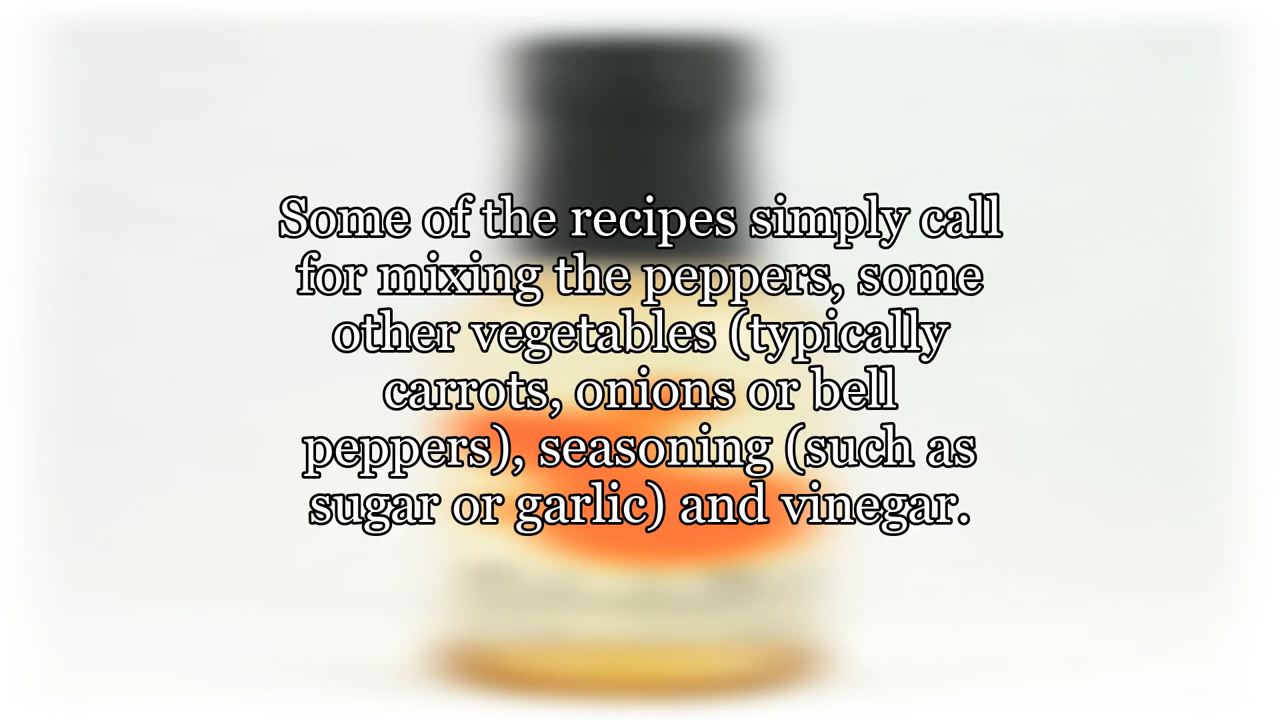 Some of the recipes simply call
for mixing the peppers, some
other vegetables (typically
carrots, onions or bell
peppers), seasoning (such as
sugar or garlic) and vinegar.